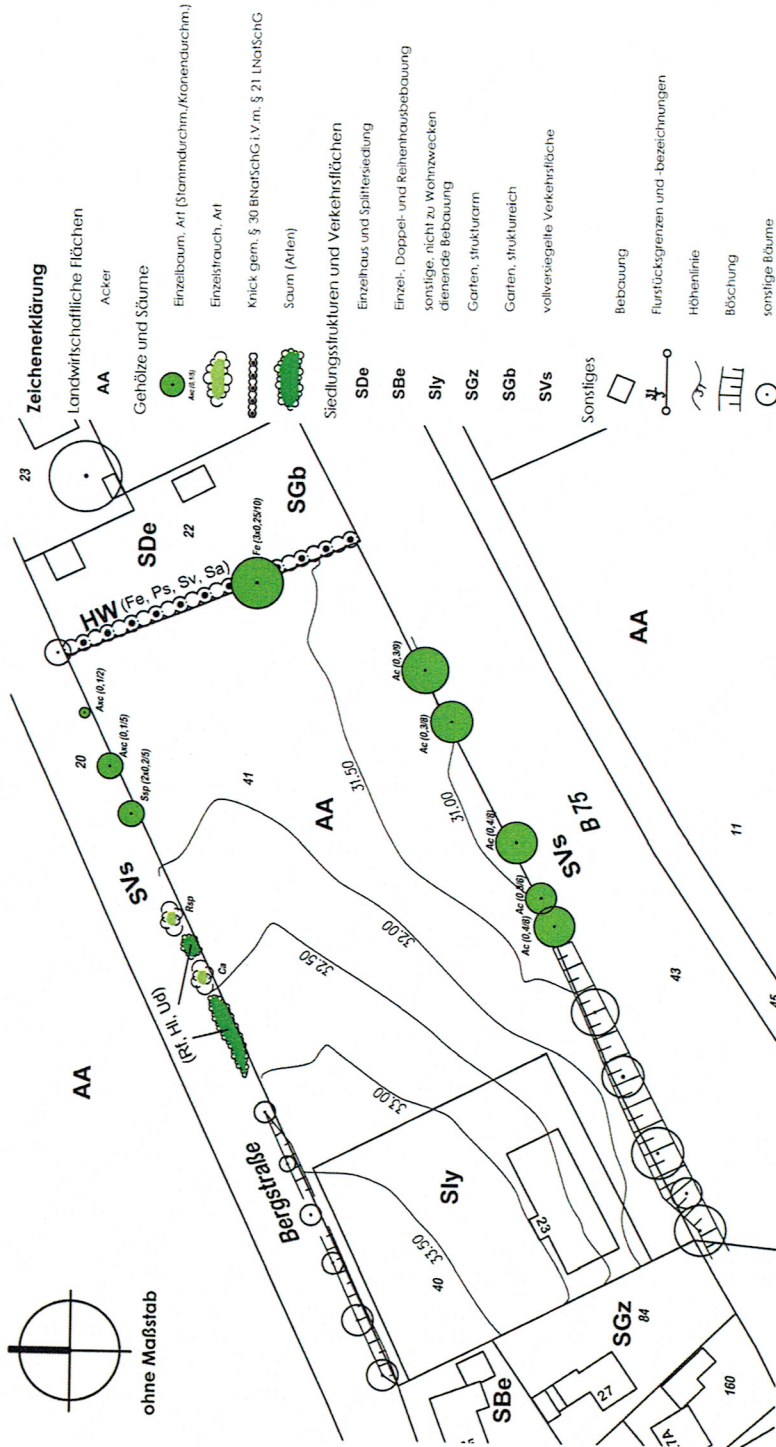 ohne Maßstab
AA
20
SVs
Axc (0,1/2)
Axc (0,1/5)
Ssp (2x0,2/5)
Rsp
Ca
(Rf, Hl, Ud)
Bergstraße
HW (Fe, Ps, Sv, Sa)
Fe (3x0,25/10)
SDe
22
23
SGb
41
AA
31.50
31.00
32.00
32.50
33.00
33.50
Sly
23
40
SBe
SGz
84
27
160
Ac (0,3/9)
Ac (0,3/8)
Ac (0,4/8)
Ac (0,4/8)
SVs
B 75
43
11
AA
Zeichenerklärung
Landwirtschaftliche Flächen
AA Acker
Gehölze und Säume
Axc (0,1/5) Einzelbaum, Art (Stammdurchm./Kronendurchm.)
Einzelstrauch, Art
Knick gem. § 30 BNatSchG i.V.m. § 21 LNatSchG
Saum (Arten)
Siedlungsstrukturen und Verkehrsflächen
SDe Einzelhaus und Splittersiedlung
SBe Einzel-, Doppel- und Reihenhausbebauung
Sly sonstige, nicht zu Wohnzwecken
dienende Bebauung
SGz Garten, strukturarm
SGb Garten, strukturreich
SVs vollversiegelte Verkehrsfläche
Sonstiges
Bebauung
Flurstücksgrenzen und -bezeichnungen
Höhenlinie
Böschung
sonstige Bäume